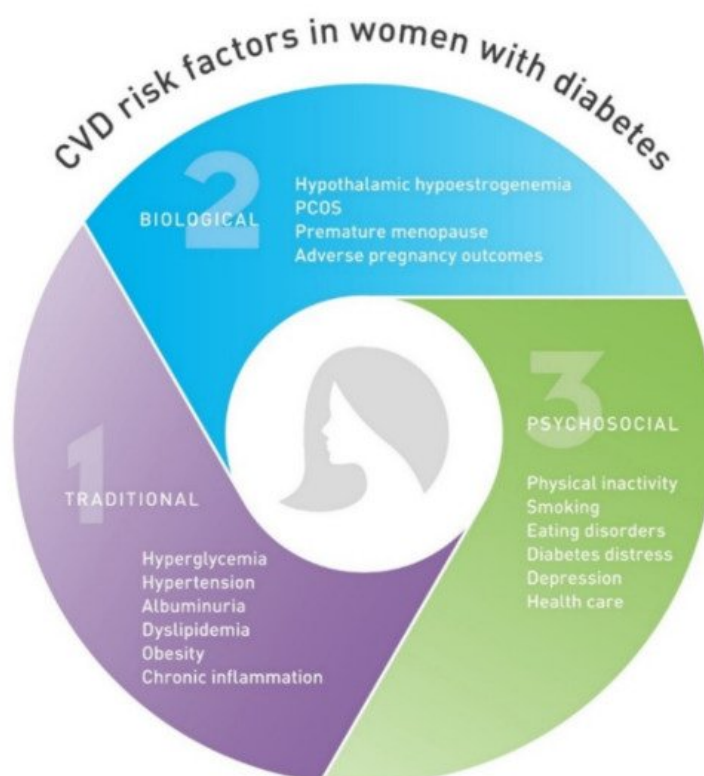 CVD risk factors in women with diabetes
2
BIOLOGICAL
Hypothalamic hypoestrogenemia
PCOS
Premature menopause
Adverse pregnancy outcomes
1
TRADITIONAL
Hyperglycemia
Hypertension
Albuminuria
Dyslipidemia
Obesity
Chronic inflammation
3
PSYCHOSOCIAL
Physical inactivity
Smoking
Eating disorders
Diabetes distress
Depression
Health care